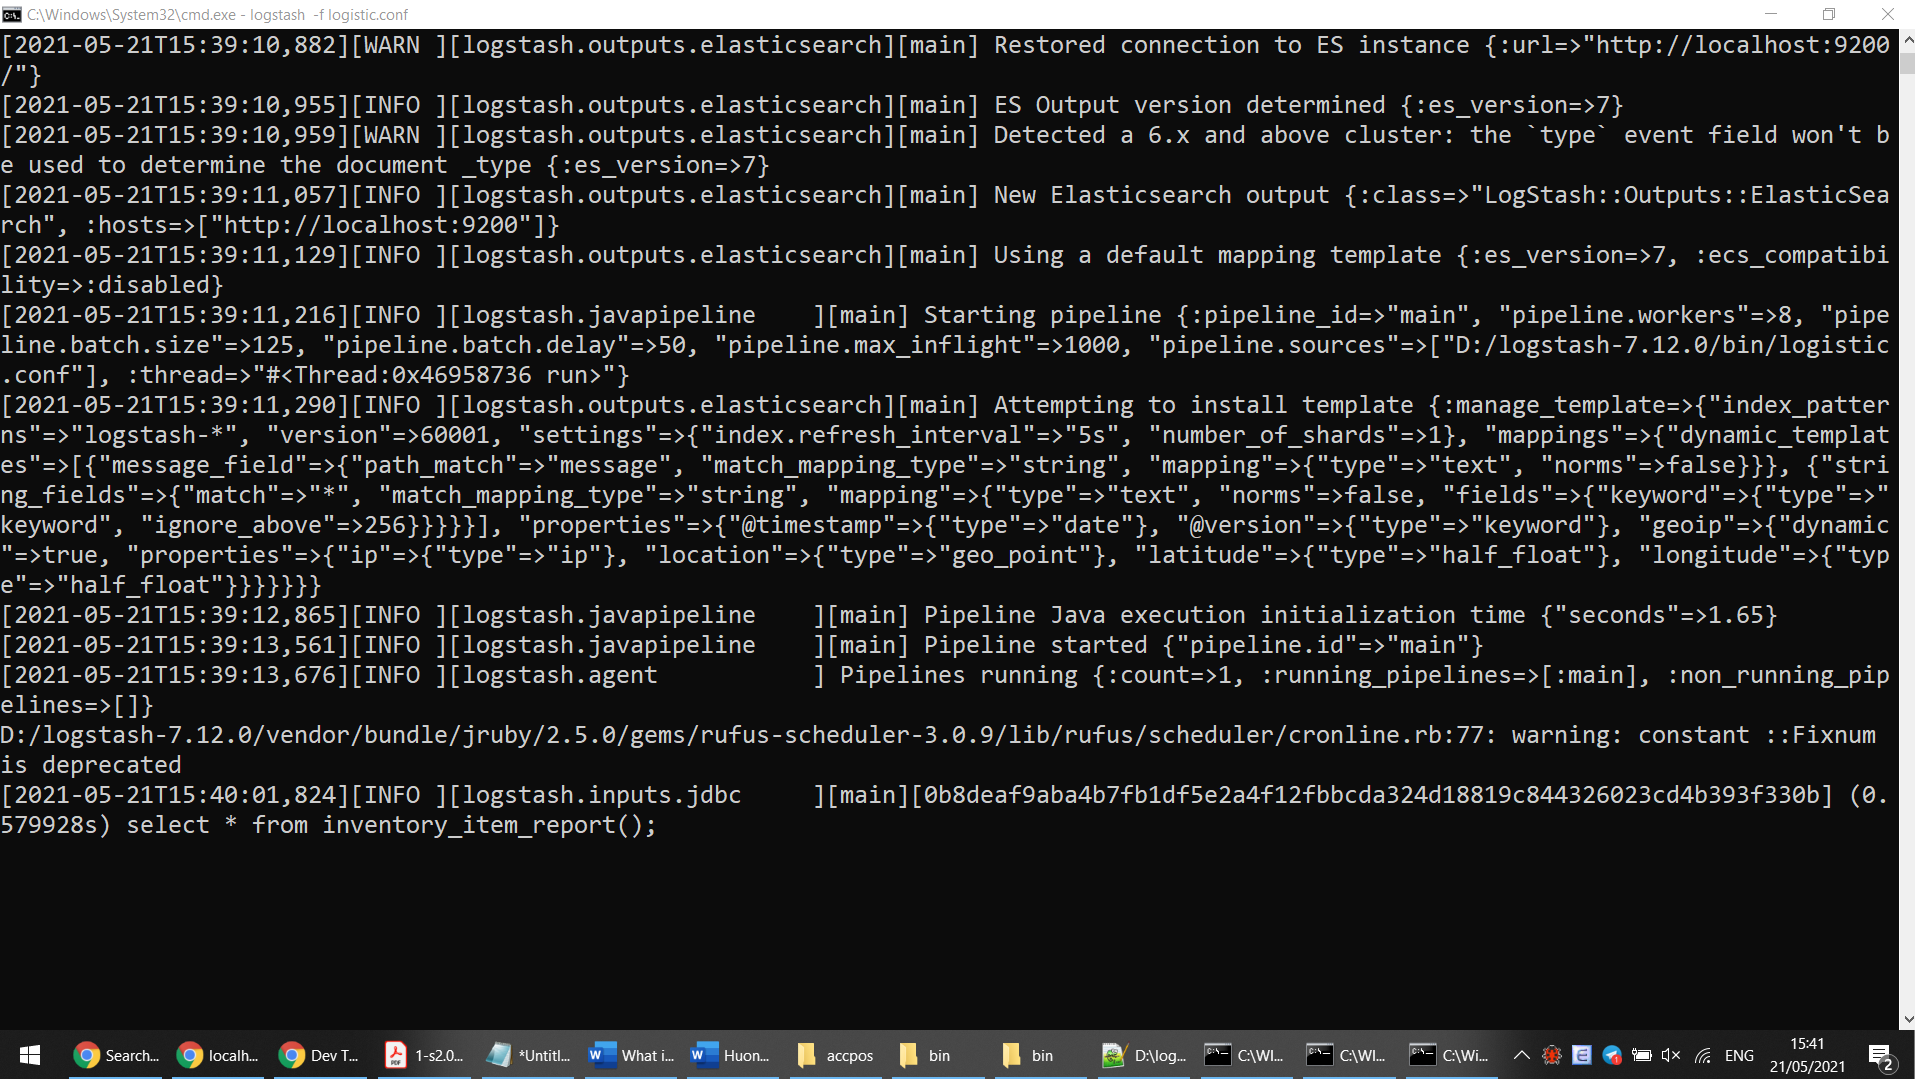 C:\Windows\System32\cmd.exe - logstash  -f logistic.conf
[2021-05-21T15:39:10,882][WARN ][logstash.outputs.elasticsearch][main] Restored connection to ES instance {:url=>"http://localhost:9200
/"}
[2021-05-21T15:39:10,955][INFO ][logstash.outputs.elasticsearch][main] ES Output version determined {:es_version=>7}
[2021-05-21T15:39:10,959][WARN ][logstash.outputs.elasticsearch][main] Detected a 6.x and above cluster: the `type` event field won't b
e used to determine the document _type {:es_version=>7}
[2021-05-21T15:39:11,057][INFO ][logstash.outputs.elasticsearch][main] New Elasticsearch output {:class=>"LogStash::Outputs::ElasticSea
rch", :hosts=>["http://localhost:9200"]}
[2021-05-21T15:39:11,129][INFO ][logstash.outputs.elasticsearch][main] Using a default mapping template {:es_version=>7, :ecs_compatibi
lity=>:disabled}
[2021-05-21T15:39:11,216][INFO ][logstash.javapipeline    ][main] Starting pipeline {:pipeline_id=>"main", "pipeline.workers"=>8, "pipe
line.batch.size"=>125, "pipeline.batch.delay"=>50, "pipeline.max_inflight"=>1000, "pipeline.sources"=>["D:/logstash-7.12.0/bin/logistic
.conf"], :thread=>"#<Thread:0x46958736 run>"}
[2021-05-21T15:39:11,290][INFO ][logstash.outputs.elasticsearch][main] Attempting to install template {:manage_template=>{"index_patter
ns"=>"logstash-*", "version"=>60001, "settings"=>{"index.refresh_interval"=>"5s", "number_of_shards"=>1}, "mappings"=>{"dynamic_templat
es"=>[{"message_field"=>{"path_match"=>"message", "match_mapping_type"=>"string", "mapping"=>{"type"=>"text", "norms"=>false}}}, {"stri
ng_fields"=>{"match"=>"*", "match_mapping_type"=>"string", "mapping"=>{"type"=>"text", "norms"=>false, "fields"=>{"keyword"=>{"type"=>"
keyword", "ignore_above"=>256}}}}}], "properties"=>{"@timestamp"=>{"type"=>"date"}, "@version"=>{"type"=>"keyword"}, "geoip"=>{"dynamic
"=>true, "properties"=>{"ip"=>{"type"=>"ip"}, "location"=>{"type"=>"geo_point"}, "latitude"=>{"type"=>"half_float"}, "longitude"=>{"typ
e"=>"half_float"}}}}}}}
[2021-05-21T15:39:12,865][INFO ][logstash.javapipeline    ][main] Pipeline Java execution initialization time {"seconds"=>1.65}
[2021-05-21T15:39:13,561][INFO ][logstash.javapipeline    ][main] Pipeline started {"pipeline.id"=>"main"}
[2021-05-21T15:39:13,676][INFO ][logstash.agent           ] Pipelines running {:count=>1, :running_pipelines=>[:main], :non_running_pip
elines=>[]}
D:/logstash-7.12.0/vendor/bundle/jruby/2.5.0/gems/rufus-scheduler-3.0.9/lib/rufus/scheduler/cronline.rb:77: warning: constant ::Fixnum
is deprecated
[2021-05-21T15:40:01,824][INFO ][logstash.inputs.jdbc     ][main][0b8deaf9aba4b7fb1df5e2a4f12fbbcda324d18819c844326023cd4b393f330b] (0.
579928s) select * from inventory_item_report();
Search... localh... Dev T... 1-s2.0... *Untitl... What i... Huon... accpos bin bin D:\log... C:\WI... C:\WI... C:\Wi... ENG 15:41
21/05/2021 2